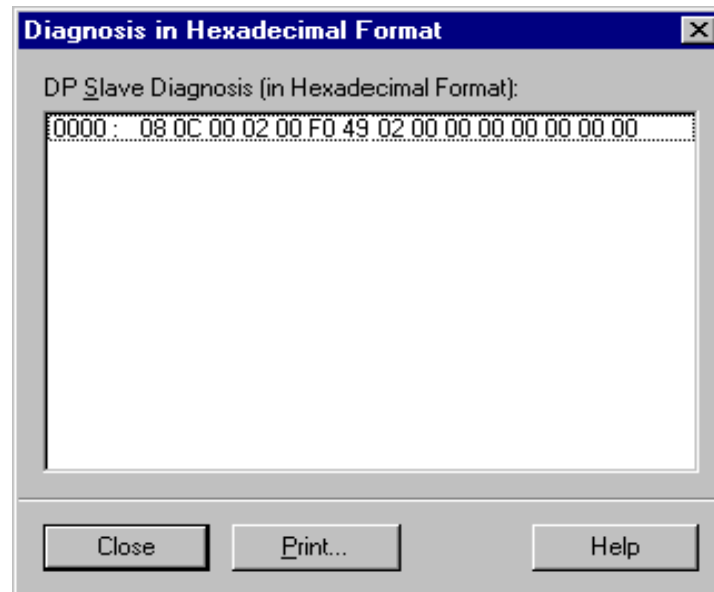 Diagnosis in Hexadecimal Format
DP Slave Diagnosis (in Hexadecimal Format):
0000 : 08 0C 00 02 00 F0 49 02 00 00 00 00 00 00 00
Close
Print...
Help